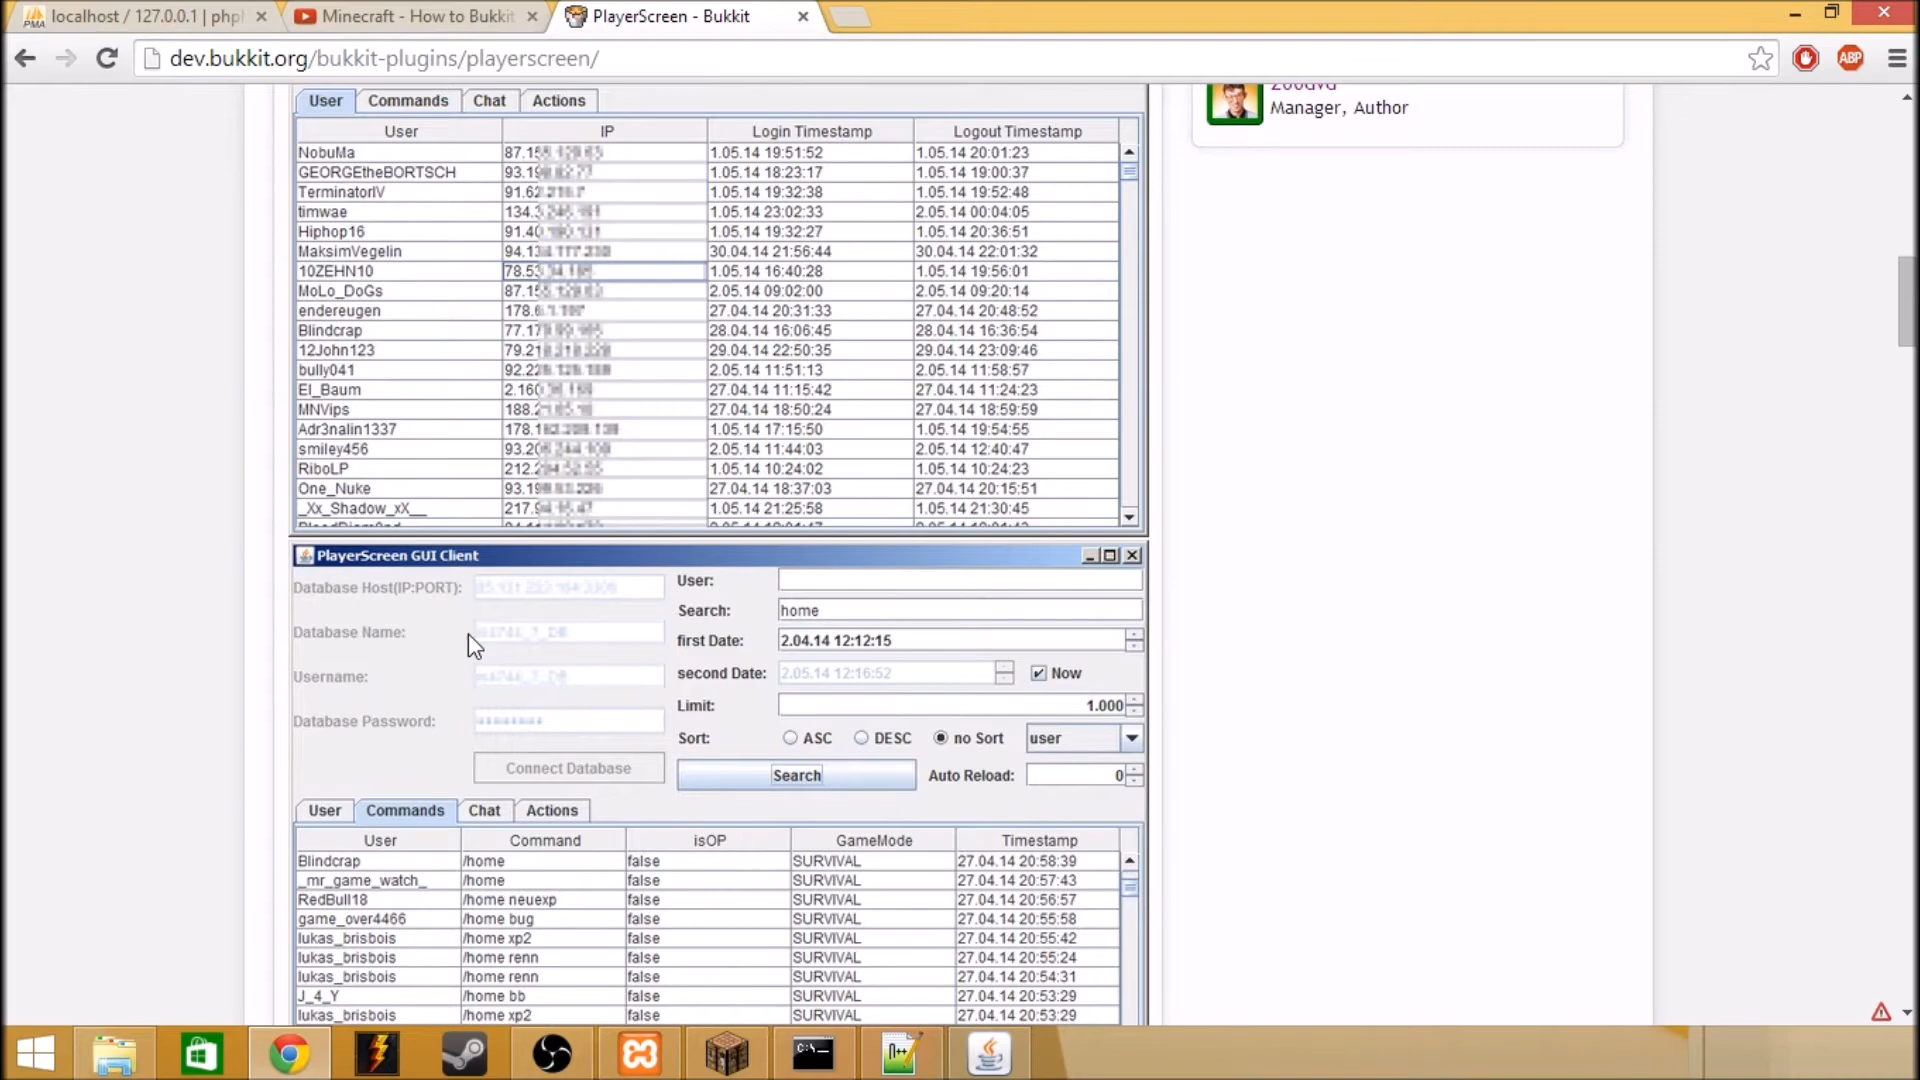 localhost / 127.0.0.1 | php
Minecraft - How to Bukkit
PlayerScreen - Bukkit
dev.bukkit.org/bukkit-plugins/playerscreen/
ABP
Manager, Author
User Commands Chat Actions
User IP Login Timestamp Logout Timestamp
NobuMa 1.05.14 19:51:52 1.05.14 20:01:23
GEORGEtheBORTSCH 1.05.14 18:23:17 1.05.14 19:00:37
TerminatorIV 1.05.14 19:32:38 1.05.14 19:52:48
timwae 1.05.14 23:02:33 2.05.14 00:04:05
Hiphop16 1.05.14 19:32:27 1.05.14 20:36:51
MaksimVegelin 30.04.14 21:56:44 30.04.14 22:01:32
10ZEHN10 1.05.14 16:40:28 1.05.14 19:56:01
MoLo_DoGs 2.05.14 09:02:00 2.05.14 09:20:14
endereugen 27.04.14 20:31:33 27.04.14 20:48:52
Blindcrap 28.04.14 16:06:45 28.04.14 16:36:54
12John123 29.04.14 22:50:35 29.04.14 23:09:46
bully041 2.05.14 11:51:13 2.05.14 11:58:57
El_Baum 27.04.14 11:15:42 27.04.14 11:24:23
MNVips 27.04.14 18:50:24 27.04.14 18:59:59
Adr3nalin1337 1.05.14 17:15:50 1.05.14 19:54:55
smiley456 2.05.14 11:44:03 2.05.14 12:40:47
RiboLP 1.05.14 10:24:02 1.05.14 10:24:23
One_Nuke 27.04.14 18:37:03 27.04.14 20:15:51
_Xx_Shadow_xX__ 1.05.14 21:25:58 1.05.14 21:30:45
PlayerScreen GUI Client
Database Host(IP:PORT): User:
Search: home
Database Name: first Date: 2.04.14 12:12:15
Username: second Date: 2.05.14 12:16:52 Now
Limit: 1.000
Database Password:
Sort: ASC DESC no Sort user
Connect Database Search Auto Reload: 0
User Commands Chat Actions
User Command isOP GameMode Timestamp
Blindcrap /home false SURVIVAL 27.04.14 20:58:39
_mr_game_watch_ /home false SURVIVAL 27.04.14 20:57:43
RedBull18 /home neuexp false SURVIVAL 27.04.14 20:56:57
game_over4466 /home bug false SURVIVAL 27.04.14 20:55:58
lukas_brisbois /home xp2 false SURVIVAL 27.04.14 20:55:42
lukas_brisbois /home renn false SURVIVAL 27.04.14 20:55:24
lukas_brisbois /home renn false SURVIVAL 27.04.14 20:54:31
J_4_Y /home bb false SURVIVAL 27.04.14 20:53:29
lukas_brisbois /home xp2 false SURVIVAL 27.04.14 20:53:29